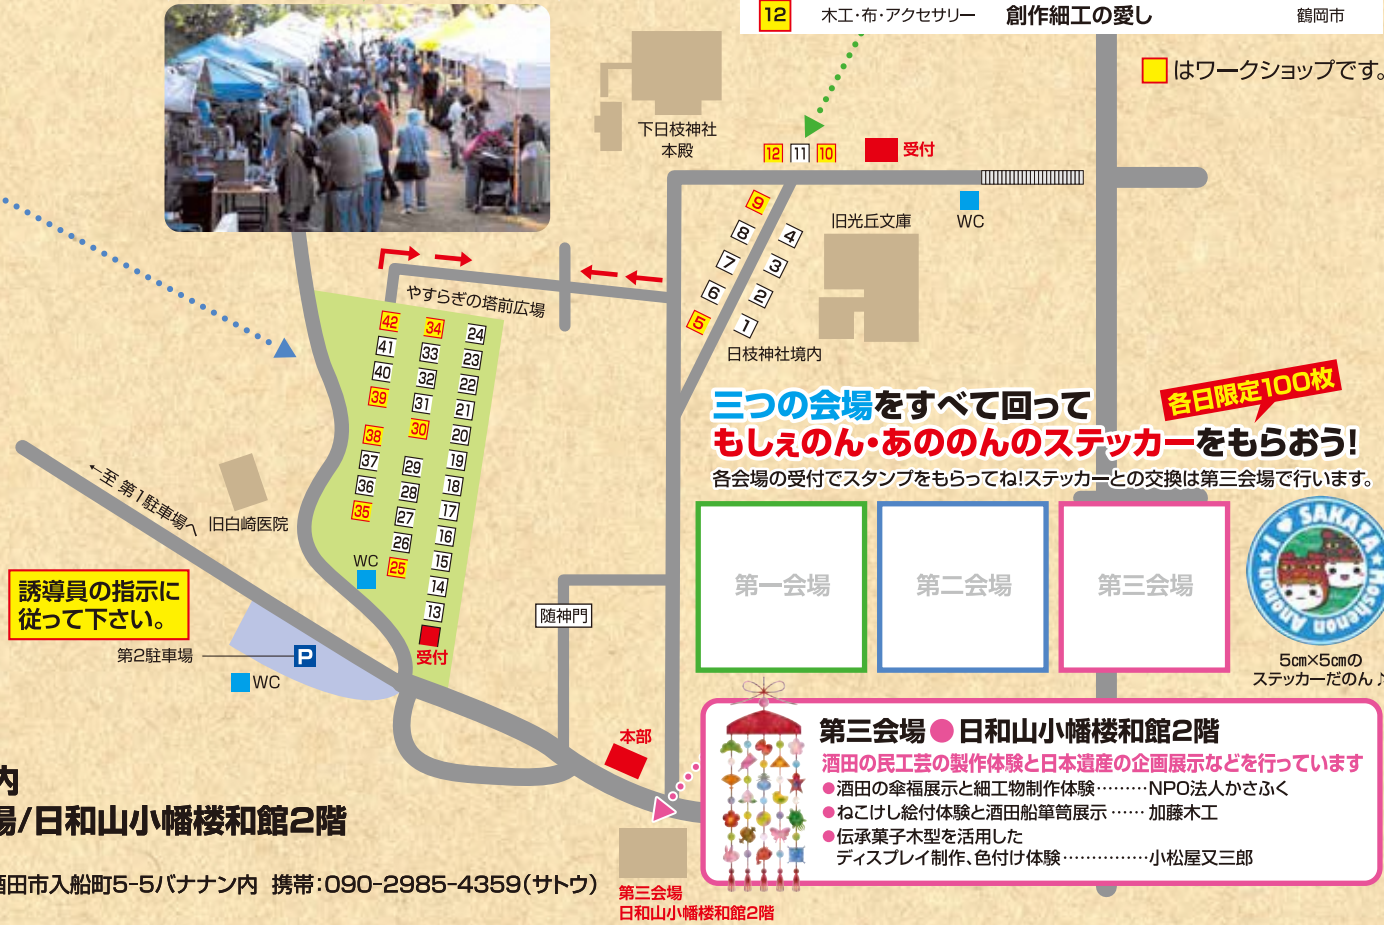 12 木工・布・アクセサリー 創作細工の愛し 鶴岡市
はワークショップです。
下日枝神社
本殿
12 11 10 受付
9
8
7
6
5
4
3
2
1
旧光丘文庫
WC
日枝神社境内
やすらぎの塔前広場
42
41
40
39
38
37
36
35
34
33
32
31
30
29
28
27
26
25
24
23
22
21
20
19
18
17
16
15
14
13
受付
WC
←至 第1駐車場へ
旧白崎医院
誘導員の指示に
従って下さい。
第2駐車場
P
WC
随神門
本部
三つの会場をすべて回って
もしぇのん・あののんのステッカーをもらおう!
各日限定100枚
各会場の受付でスタンプをもらってね!ステッカーとの交換は第三会場で行います。
第一会場
第二会場
第三会場
I ♥ SAKATA
Moshenon Anonon
5㎝×5㎝の
ステッカーだのん♪
第三会場●日和山小幡楼和館2階
酒田の民工芸の製作体験と日本遺産の企画展示などを行っています
●酒田の傘福展示と細工物制作体験………NPO法人かさふく
●ねこけし絵付体験と酒田船箪笥展示……加藤木工
●伝承菓子木型を活用した
ディスプレイ制作、色付け体験……………小松屋又三郎
第三会場
日和山小幡楼和館2階
内
場/日和山小幡楼和館2階
酒田市入船町5-5バナナン内 携帯:090-2985-4359(サトウ)